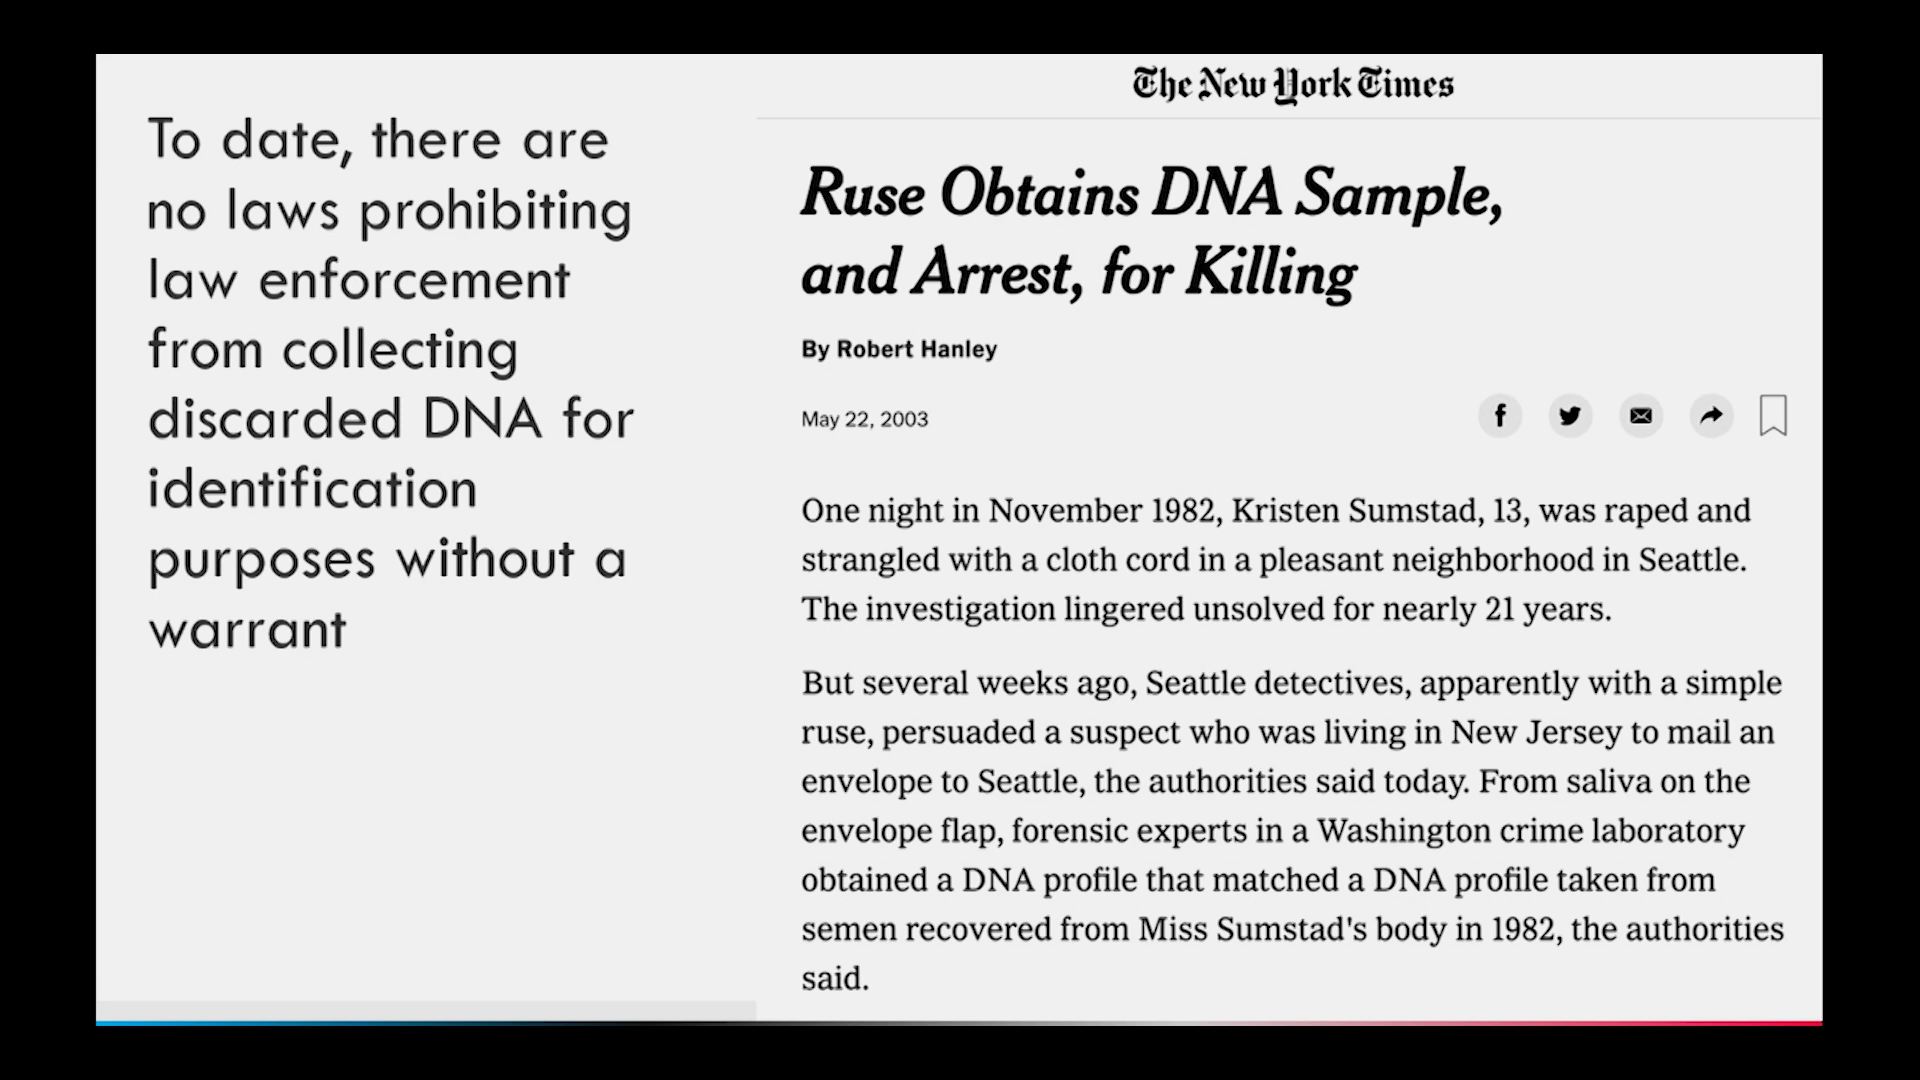 To date, there are
no laws prohibiting
law enforcement
from collecting
discarded DNA for
identification
purposes without a
warrant
The New York Times
Ruse Obtains DNA Sample,
and Arrest, for Killing
By Robert Hanley
May 22, 2003
One night in November 1982, Kristen Sumstad, 13, was raped and
strangled with a cloth cord in a pleasant neighborhood in Seattle.
The investigation lingered unsolved for nearly 21 years.
But several weeks ago, Seattle detectives, apparently with a simple
ruse, persuaded a suspect who was living in New Jersey to mail an
envelope to Seattle, the authorities said today. From saliva on the
envelope flap, forensic experts in a Washington crime laboratory
obtained a DNA profile that matched a DNA profile taken from
semen recovered from Miss Sumstad's body in 1982, the authorities
said.